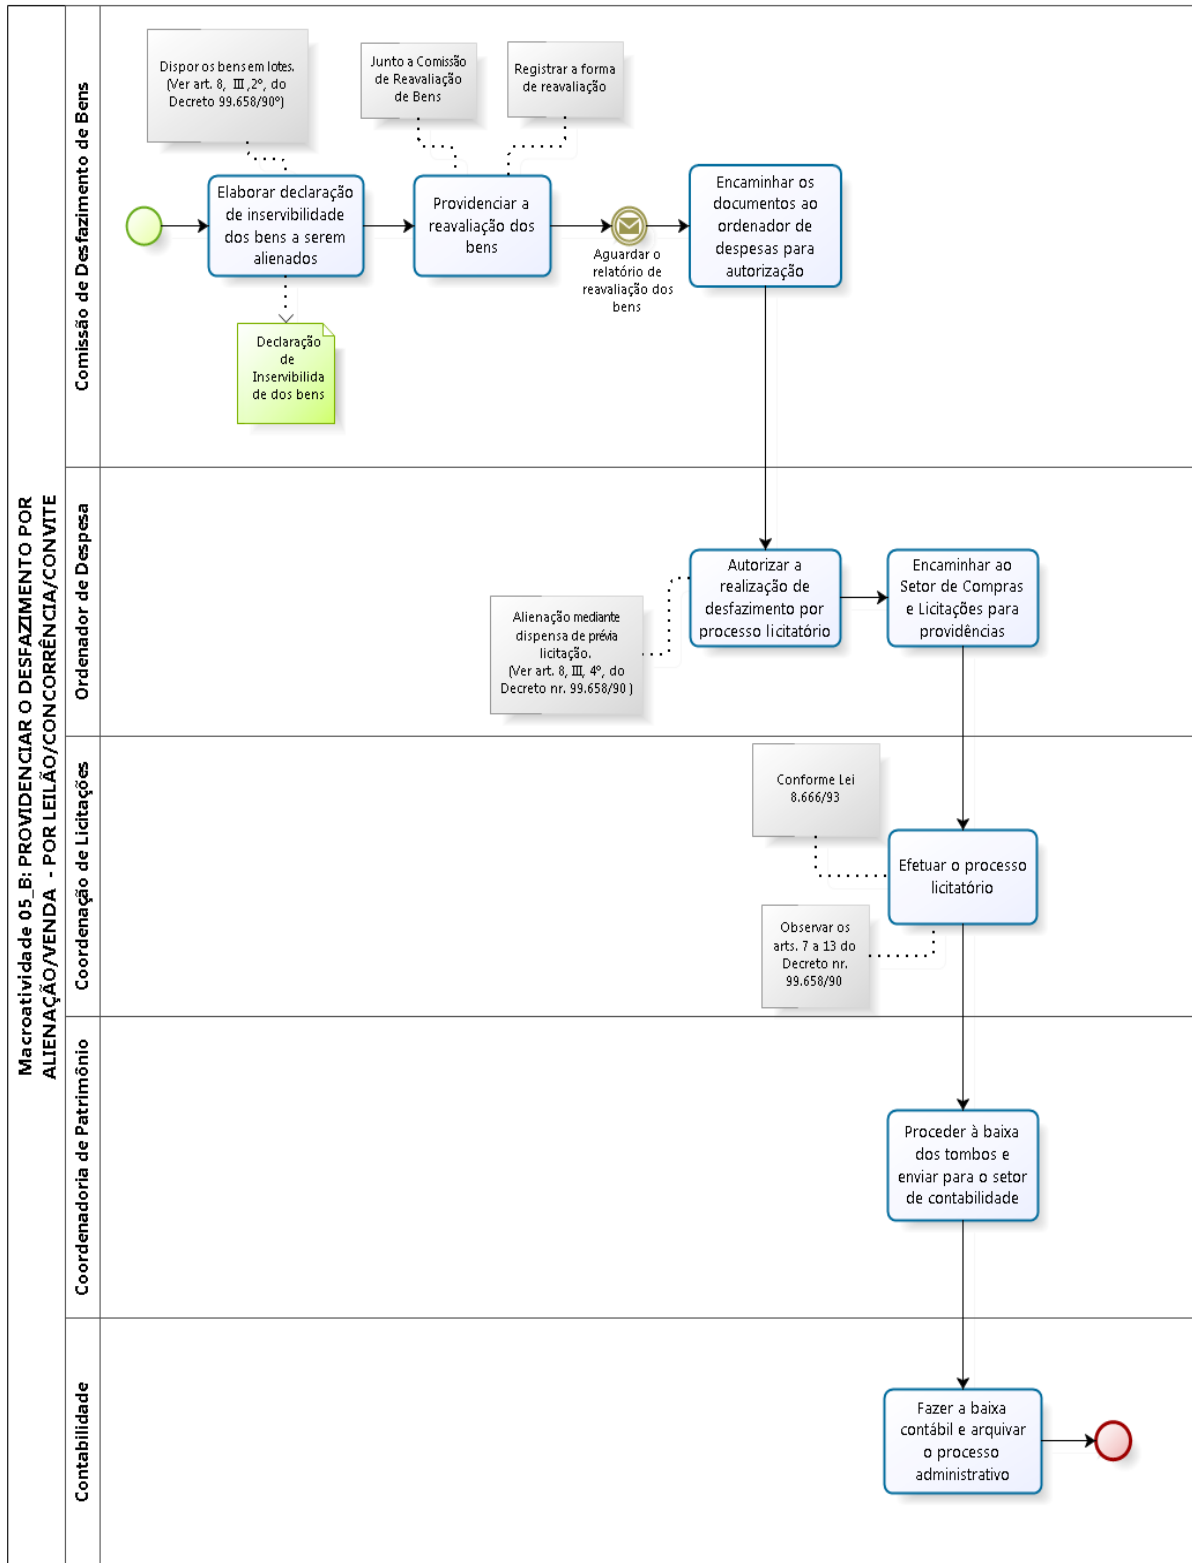 Macroatividade 05_B: PROVIDENCIAR O DESFAZIMENTO POR
ALIENAÇÃO/VENDA - POR LEILÃO/CONCORRÊNCIA/CONVITE
Comissão de Desfazimento de Bens
Dispor os bens em lotes.
(Ver art. 8, III,2º, do
Decreto 99.658/90º)
Junto a Comissão
de Reavaliação
de Bens
Registrar a forma
de reavaliação
Elaborar declaração
de inservibilidade
dos bens a serem
alienados
Providenciar a
reavaliação dos
bens
Aguardar o
relatório de
reavaliação dos
bens
Encaminhar os
documentos ao
ordenador de
despesas para
autorização
Declaração
de
Inservibilida
de dos bens
Ordenador de Despesa
Alienação mediante
dispensa de prévia
licitação.
(Ver art. 8, III, 4º, do
Decreto nr. 99.658/90 )
Autorizar a
realização de
desfazimento por
processo licitatório
Encaminhar ao
Setor de Compras
e Licitações para
providências
Coordenação de Licitações
Conforme Lei
8.666/93
Efetuar o processo
licitatório
Observar os
arts. 7 a 13 do
Decreto nr.
99.658/90
Coordenadoria de Patrimônio
Proceder à baixa
dos tombos e
enviar para o setor
de contabilidade
Contabilidade
Fazer a baixa
contábil e arquivar
o processo
administrativo